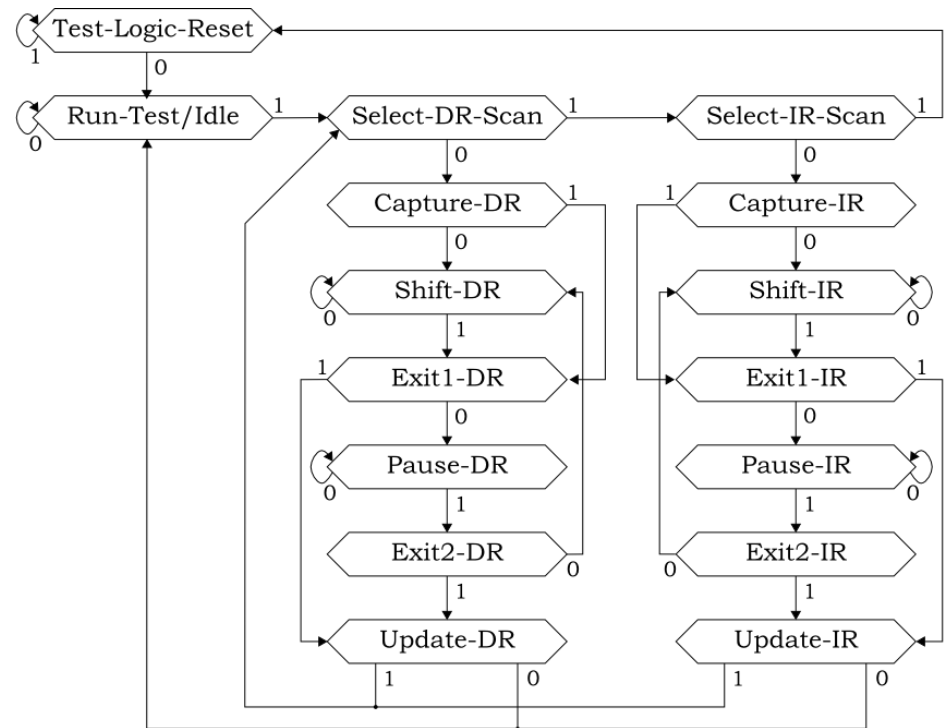 Test-Logic-Reset
1
0
Run-Test/Idle
1
Select-DR-Scan
1
Select-IR-Scan
1
0
0
0
Capture-DR
1
1
Capture-IR
0
0
Shift-DR
Shift-IR
0
1
1
0
1
Exit1-DR
Exit1-IR
1
0
0
Pause-DR
Pause-IR
0
1
1
0
Exit2-DR
0
0
Exit2-IR
1
1
Update-DR
Update-IR
1
0
1
0